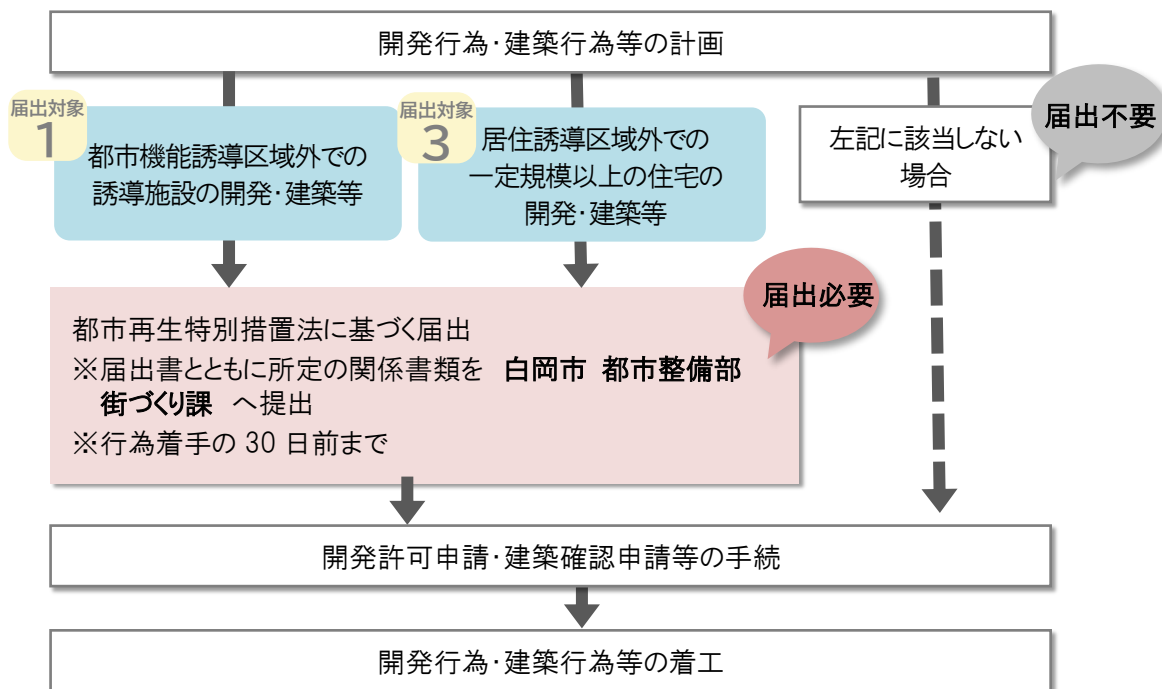 開発行為・建築行為等の計画
届出対象
1
都市機能誘導区域外での
誘導施設の開発・建築等
届出対象
3
居住誘導区域外での
一定規模以上の住宅の
開発・建築等
左記に該当しない
場合
届出不要
届出必要
都市再生特別措置法に基づく届出
※届出書とともに所定の関係書類を 白岡市 都市整備部
街づくり課 へ提出
※行為着手の 30 日前まで
開発許可申請・建築確認申請等の手続
開発行為・建築行為等の着工